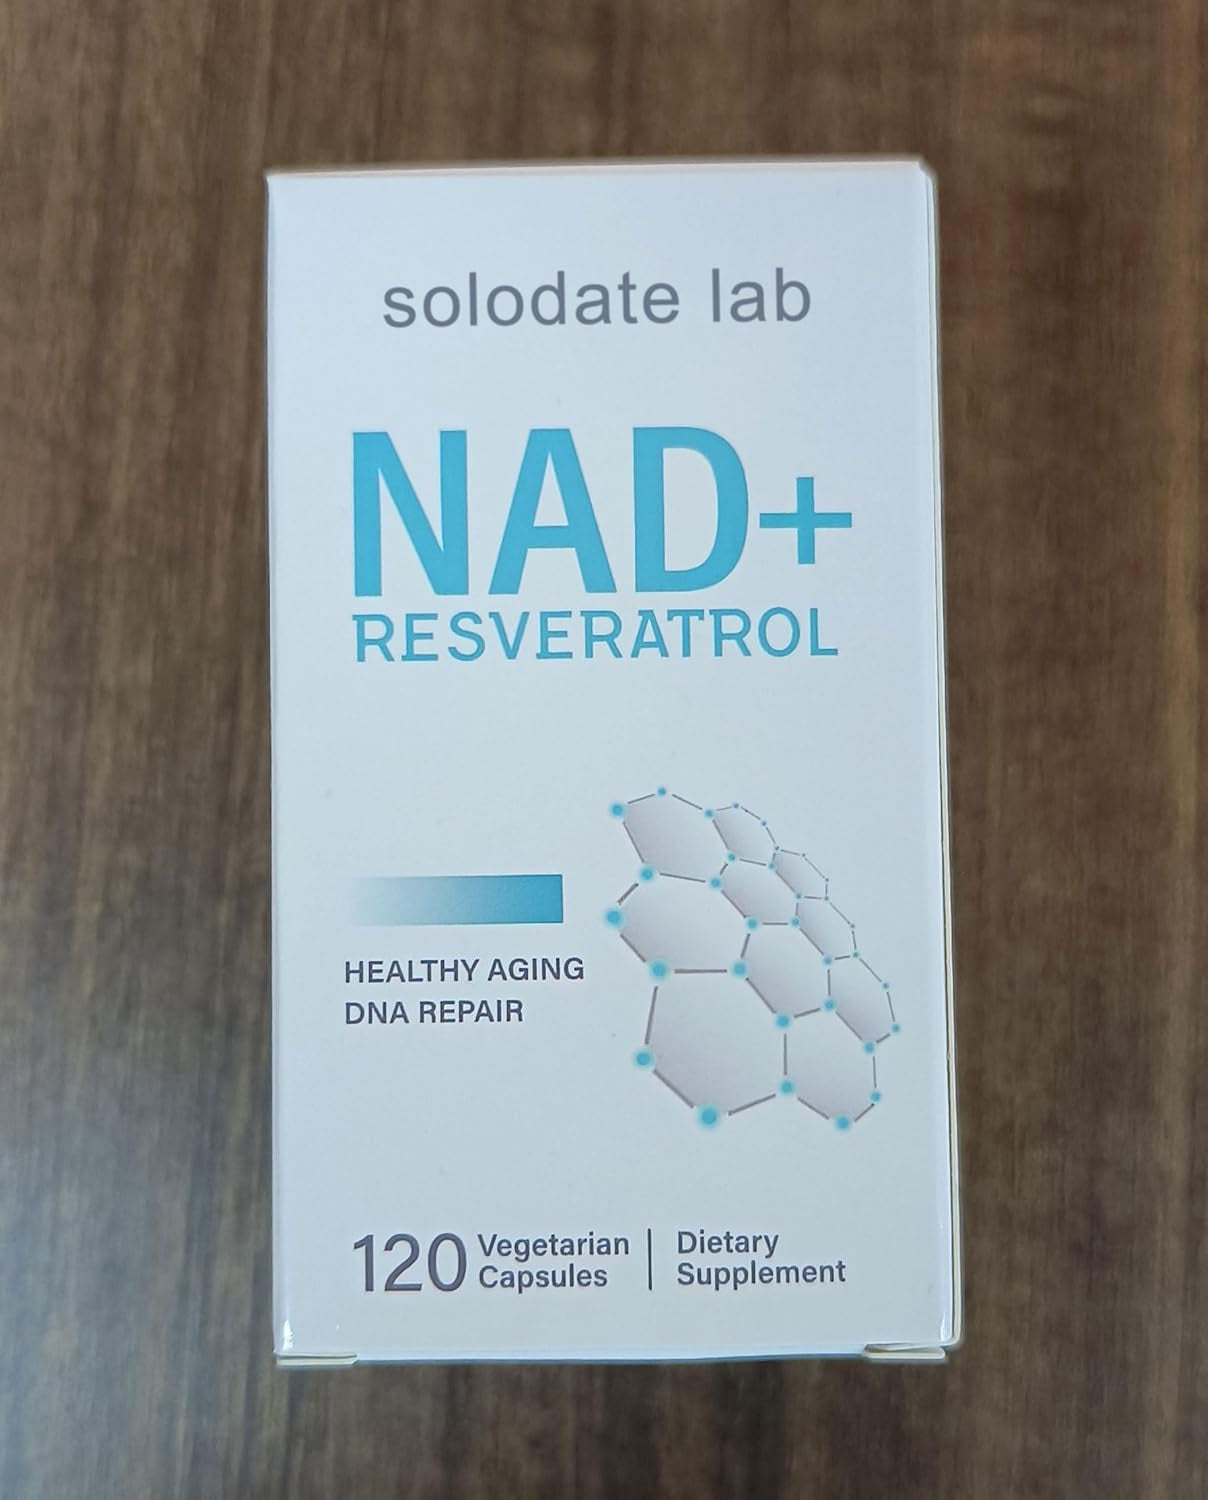 solodate lab
NAD+
RESVERATROL
HEALTHY AGING
DNA REPAIR
120 Vegetarian Capsules | Dietary Supplement